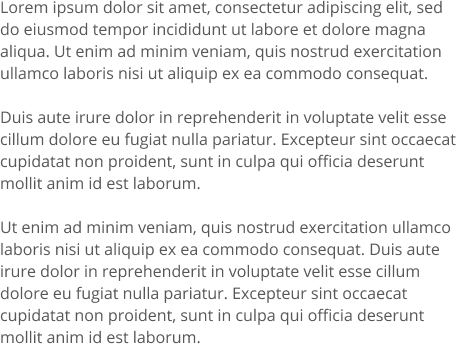 Lorem ipsum dolor sit amet, consectetur adipiscing elit, sed
do eiusmod tempor incididunt ut labore et dolore magna
aliqua. Ut enim ad minim veniam, quis nostrud exercitation
ullamco laboris nisi ut aliquip ex ea commodo consequat.

Duis aute irure dolor in reprehenderit in voluptate velit esse
cillum dolore eu fugiat nulla pariatur. Excepteur sint occaecat
cupidatat non proident, sunt in culpa qui officia deserunt
mollit anim id est laborum.

Ut enim ad minim veniam, quis nostrud exercitation ullamco
laboris nisi ut aliquip ex ea commodo consequat. Duis aute
irure dolor in reprehenderit in voluptate velit esse cillum
dolore eu fugiat nulla pariatur. Excepteur sint occaecat
cupidatat non proident, sunt in culpa qui officia deserunt
mollit anim id est laborum.